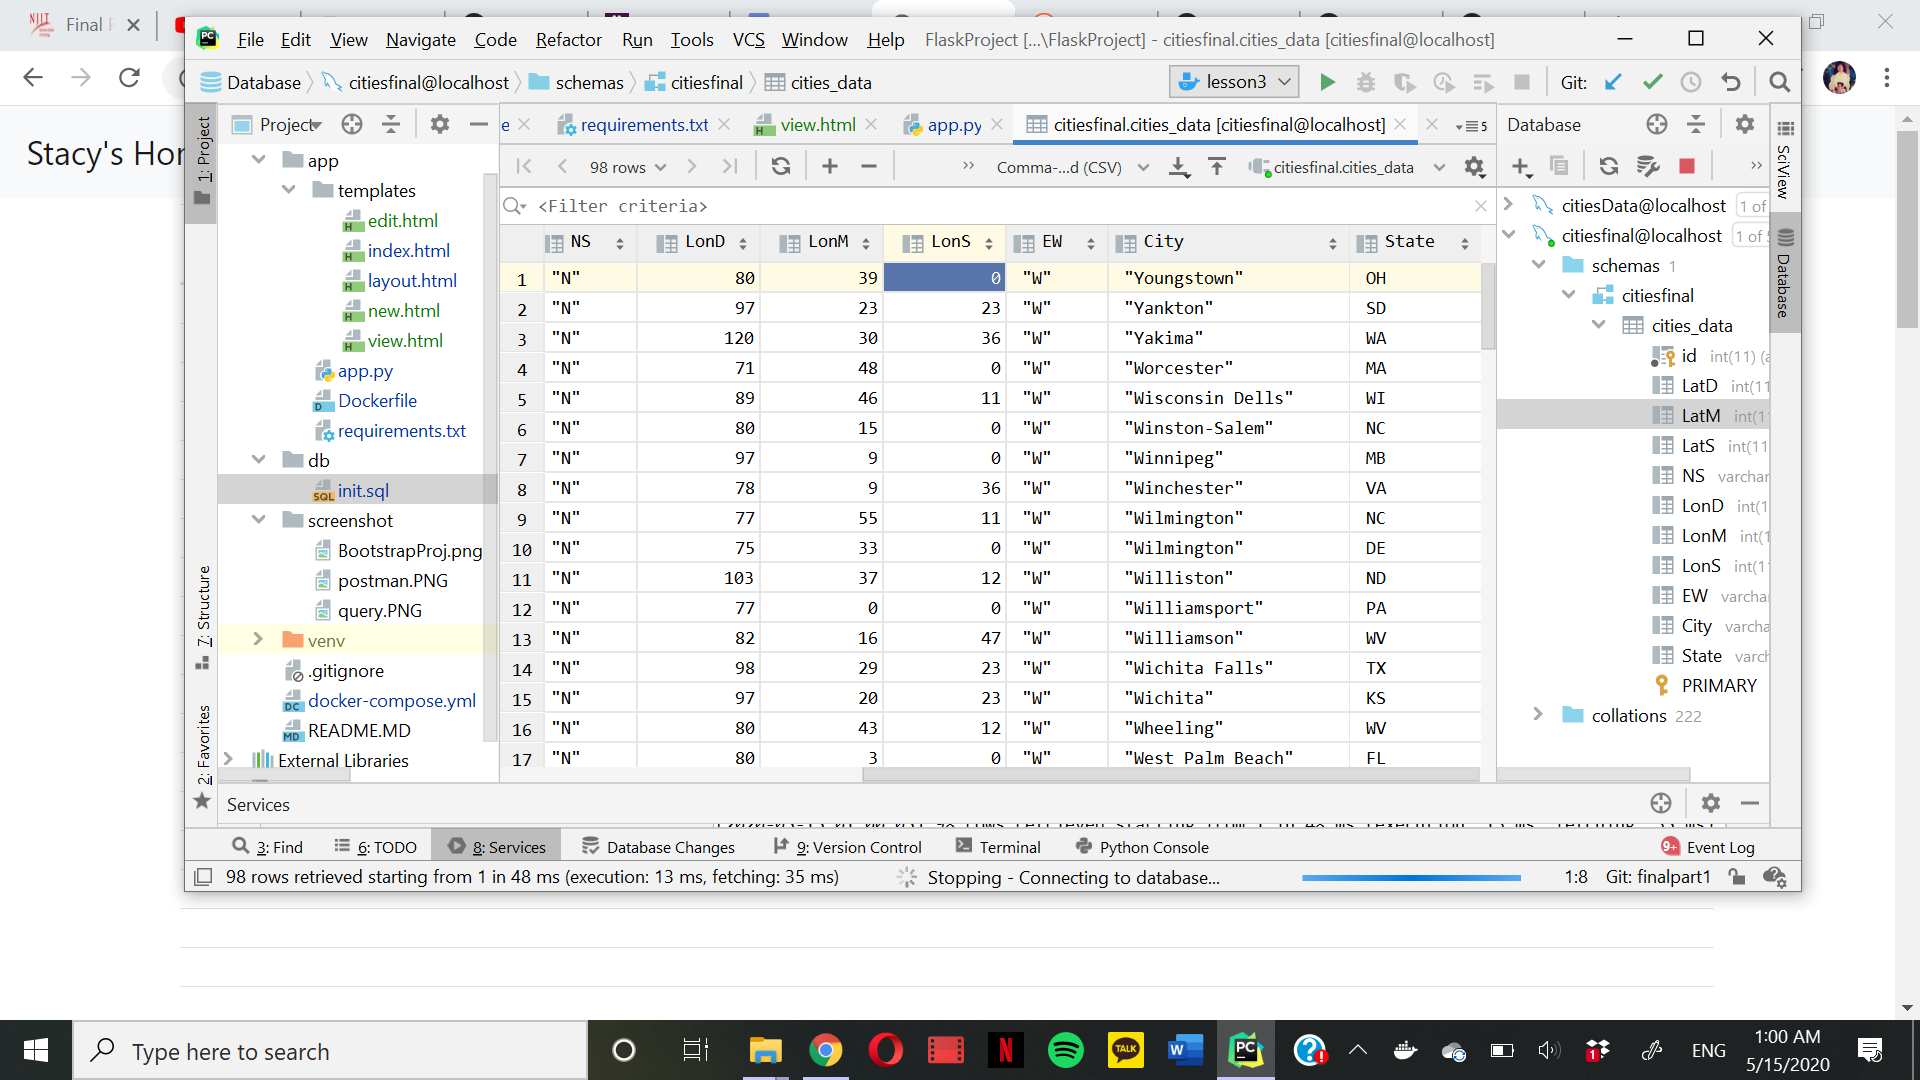 Final
Stacy's Hor
File Edit View Navigate Code Refactor Run Tools VCS Window Help FlaskProject [...\FlaskProject] - citiesfinal.cities_data [citiesfinal@localhost]
Database citiesfinal@localhost schemas citiesfinal cities_data lesson3 Git:
1: Project
7: Structure
2: Favorites
Project
app
templates
edit.html
index.html
layout.html
new.html
view.html
app.py
Dockerfile
requirements.txt
db
init.sql
screenshot
BootstrapProj.png
postman.PNG
query.PNG
venv
.gitignore
docker-compose.yml
README.MD
External Libraries
e requirements.txt view.html app.py citiesfinal.cities_data [citiesfinal@localhost] 5
98 rows Comma-...d (CSV) citiesfinal.cities_data
<Filter criteria>
NS LonD LonM LonS EW City State
1 "N" 80 39 0 "W" "Youngstown" OH
2 "N" 97 23 23 "W" "Yankton" SD
3 "N" 120 30 36 "W" "Yakima" WA
4 "N" 71 48 0 "W" "Worcester" MA
5 "N" 89 46 11 "W" "Wisconsin Dells" WI
6 "N" 80 15 0 "W" "Winston-Salem" NC
7 "N" 97 9 0 "W" "Winnipeg" MB
8 "N" 78 9 36 "W" "Winchester" VA
9 "N" 77 55 11 "W" "Wilmington" NC
10 "N" 75 33 0 "W" "Wilmington" DE
11 "N" 103 37 12 "W" "Williston" ND
12 "N" 77 0 0 "W" "Williamsport" PA
13 "N" 82 16 47 "W" "Williamson" WV
14 "N" 98 29 23 "W" "Wichita Falls" TX
15 "N" 97 20 23 "W" "Wichita" KS
16 "N" 80 43 12 "W" "Wheeling" WV
17 "N" 80 3 0 "W" "West Palm Beach" FL
Database
citiesData@localhost 1 of
citiesfinal@localhost 1 of 5
schemas 1
citiesfinal
cities_data
id int(11) (a
LatD int(11
LatM int(1
LatS int(11
NS varchar
LonD int(1
LonM int(1
LonS int(1
EW varcha
City varcha
State varch
PRIMARY
collations 222
SciView
Database
Services
3: Find 6: TODO 8: Services Database Changes 9: Version Control Terminal Python Console 9+ Event Log
98 rows retrieved starting from 1 in 48 ms (execution: 13 ms, fetching: 35 ms) Stopping - Connecting to database... 1:8 Git: finalpart1
Type here to search
TALK
ENG
1:00 AM
5/15/2020